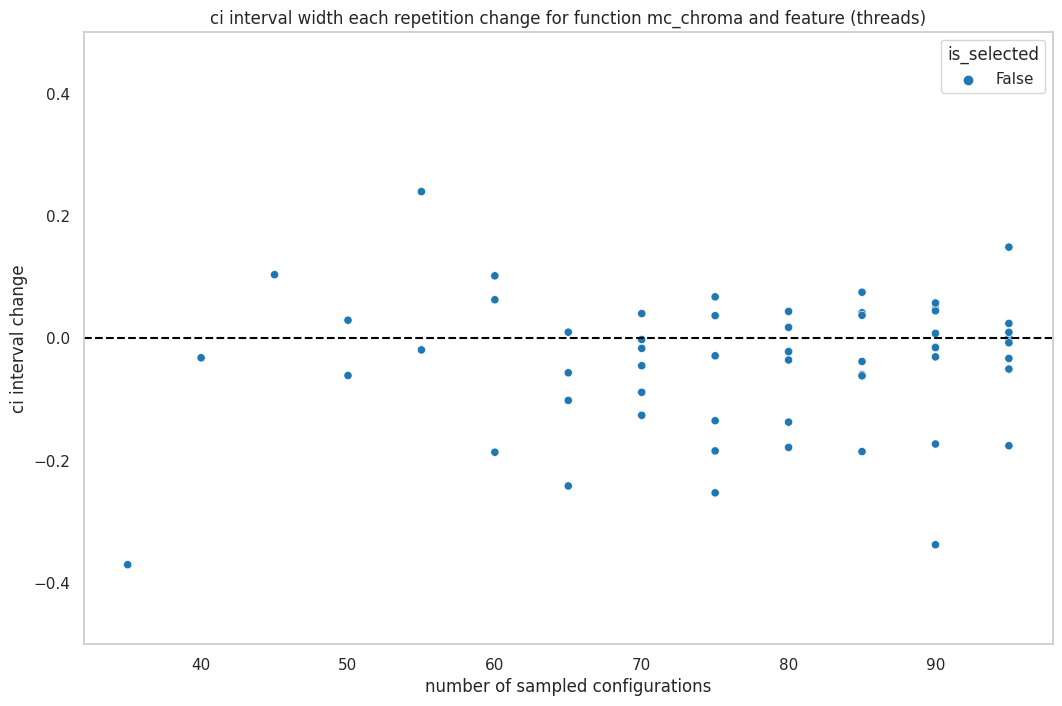 ci interval width each repetition change for function mc_chroma and feature (threads)
is_selected
False
ci interval change
0.4
0.2
0.0
−0.2
−0.4
40 50 60 70 80 90
number of sampled configurations